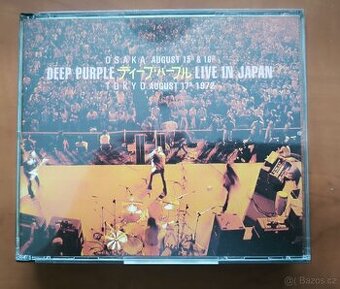 OSAKA AUGUST 15th & 16th
DEEP PURPLE ディープ・パープル LIVE IN JAPAN
TOKYO AUGUST 17th 1972
Bazos.cz